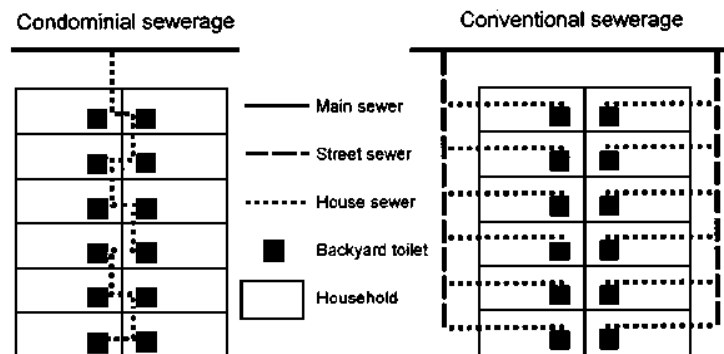 Condominial sewerage
Conventional sewerage
Main sewer
Street sewer
House sewer
Backyard toilet
Household